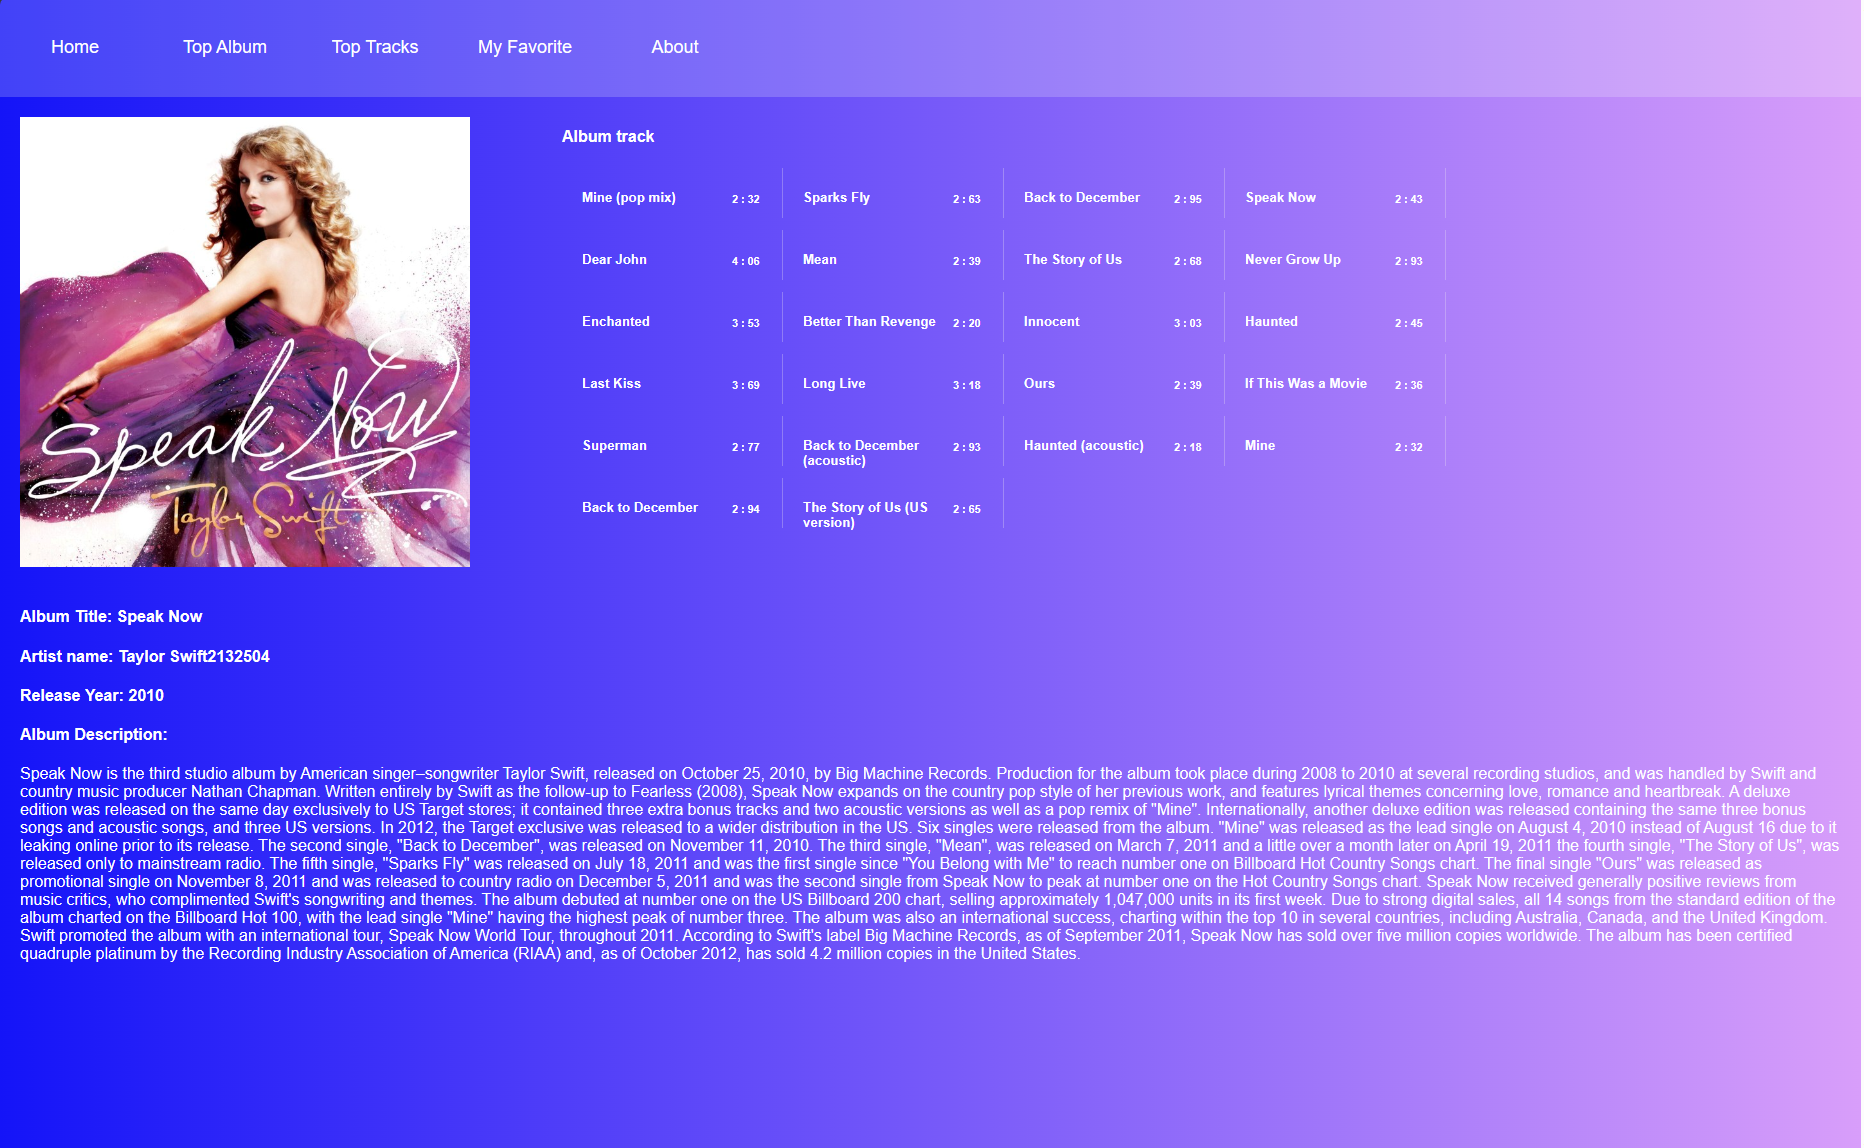 Home Top Album Top Tracks My Favorite About
Speak Now
Taylor Swift
Album track
Mine (pop mix) 2 : 32 Sparks Fly 2 : 63 Back to December 2 : 95 Speak Now 2 : 43
Dear John 4 : 06 Mean 2 : 39 The Story of Us 2 : 68 Never Grow Up 2 : 93
Enchanted 3 : 53 Better Than Revenge 2 : 20 Innocent 3 : 03 Haunted 2 : 45
Last Kiss 3 : 69 Long Live 3 : 18 Ours 2 : 39 If This Was a Movie 2 : 36
Superman 2 : 77 Back to December (acoustic) 2 : 93 Haunted (acoustic) 2 : 18 Mine 2 : 32
Back to December 2 : 94 The Story of Us (US version) 2 : 65
Album Title: Speak Now
Artist name: Taylor Swift2132504
Release Year: 2010
Album Description:
Speak Now is the third studio album by American singer–songwriter Taylor Swift, released on October 25, 2010, by Big Machine Records. Production for the album took place during 2008 to 2010 at several recording studios, and was handled by Swift and
country music producer Nathan Chapman. Written entirely by Swift as the follow-up to Fearless (2008), Speak Now expands on the country pop style of her previous work, and features lyrical themes concerning love, romance and heartbreak. A deluxe
edition was released on the same day exclusively to US Target stores; it contained three extra bonus tracks and two acoustic versions as well as a pop remix of "Mine". Internationally, another deluxe edition was released containing the same three bonus
songs and acoustic songs, and three US versions. In 2012, the Target exclusive was released to a wider distribution in the US. Six singles were released from the album. "Mine" was released as the lead single on August 4, 2010 instead of August 16 due to it
leaking online prior to its release. The second single, "Back to December", was released on November 11, 2010. The third single, "Mean", was released on March 7, 2011 and a little over a month later on April 19, 2011 the fourth single, "The Story of Us", was
released only to mainstream radio. The fifth single, "Sparks Fly" was released on July 18, 2011 and was the first single since "You Belong with Me" to reach number one on Billboard Hot Country Songs chart. The final single "Ours" was released as
promotional single on November 8, 2011 and was released to country radio on December 5, 2011 and was the second single from Speak Now to peak at number one on the Hot Country Songs chart. Speak Now received generally positive reviews from
music critics, who complimented Swift's songwriting and themes. The album debuted at number one on the US Billboard 200 chart, selling approximately 1,047,000 units in its first week. Due to strong digital sales, all 14 songs from the standard edition of the
album charted on the Billboard Hot 100, with the lead single "Mine" having the highest peak of number three. The album was also an international success, charting within the top 10 in several countries, including Australia, Canada, and the United Kingdom.
Swift promoted the album with an international tour, Speak Now World Tour, throughout 2011. According to Swift's label Big Machine Records, as of September 2011, Speak Now has sold over five million copies worldwide. The album has been certified
quadruple platinum by the Recording Industry Association of America (RIAA) and, as of October 2012, has sold 4.2 million copies in the United States.